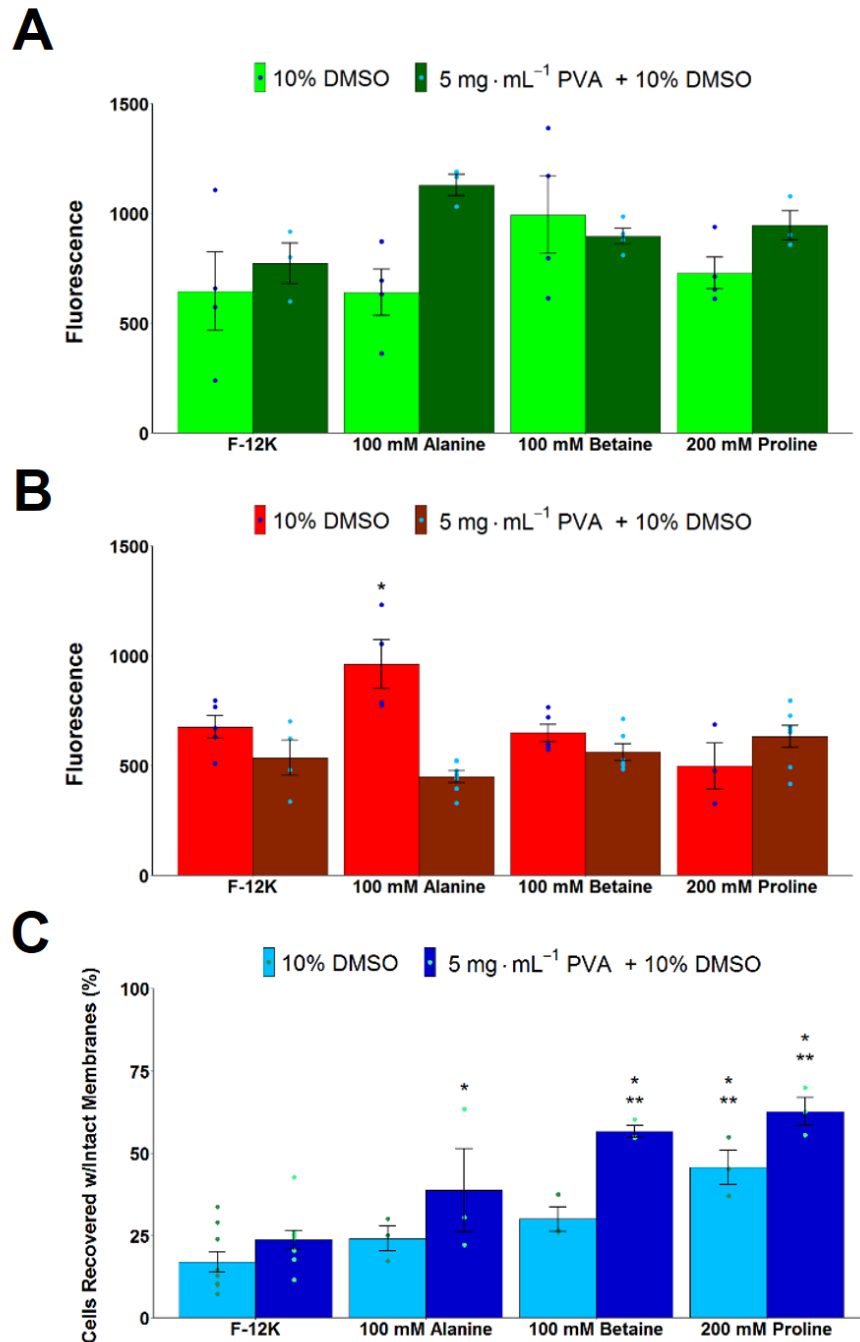 A
10% DMSO 5 mg · mL⁻¹ PVA + 10% DMSO
1500
1000
500
0
Fluorescence
F-12K 100 mM Alanine 100 mM Betaine 200 mM Proline
B
10% DMSO 5 mg · mL⁻¹ PVA + 10% DMSO
1500
*
1000
500
0
Fluorescence
F-12K 100 mM Alanine 100 mM Betaine 200 mM Proline
C
10% DMSO 5 mg · mL⁻¹ PVA + 10% DMSO
100
*
* * *
** ** **
75
50
25
0
Cells Recovered w/Intact Membranes (%)
F-12K 100 mM Alanine 100 mM Betaine 200 mM Proline